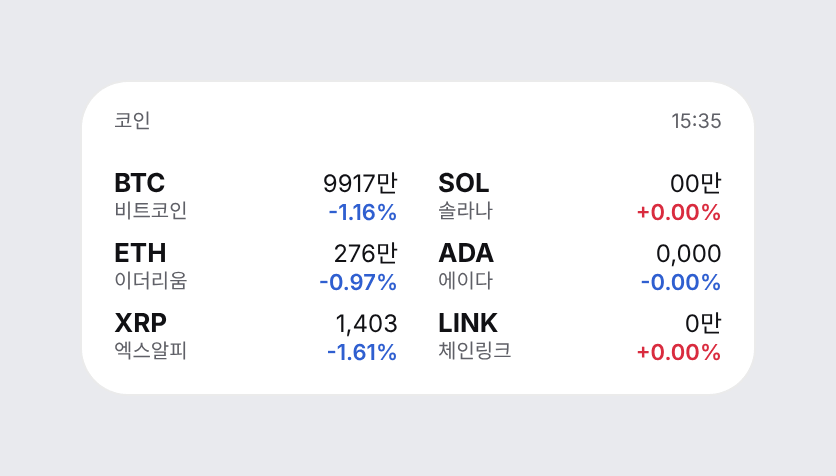 코인 15:35
BTC 9917만 SOL 00만
비트코인 -1.16% 솔라나 +0.00%
ETH 276만 ADA 0,000
이더리움 -0.97% 에이다 -0.00%
XRP 1,403 LINK 0만
엑스알피 -1.61% 체인링크 +0.00%